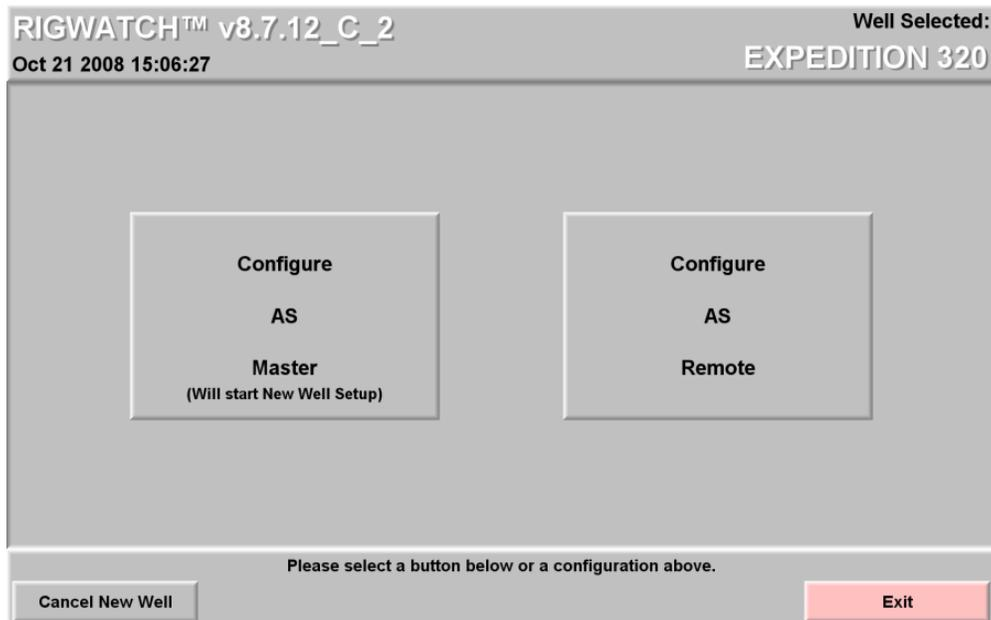 RIGWATCH™ v8.7.12_C_2
Well Selected:
Oct 21 2008 15:06:27
EXPEDITION 320
Configure
AS
Master
(Will start New Well Setup)
Configure
AS
Remote
Please select a button below or a configuration above.
Cancel New Well
Exit